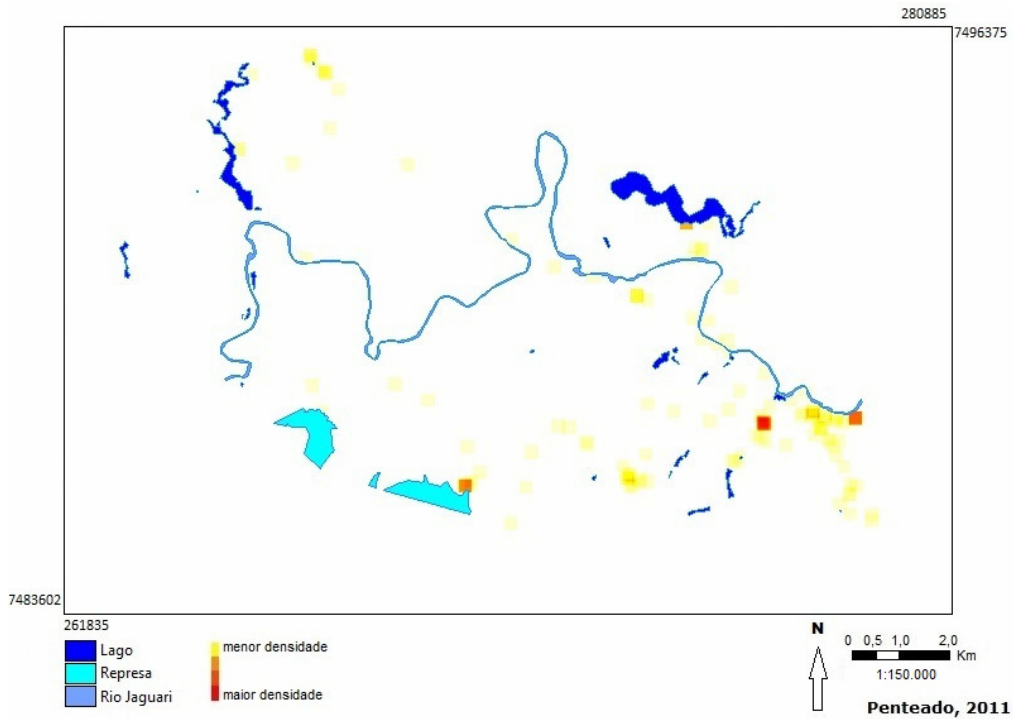 280885
7496375
7483602
261835
Lago
Represa
Rio Jaguari
menor densidade
maior densidade
N
0 0,5 1,0 2,0
Km
1:150.000
Penteado, 2011